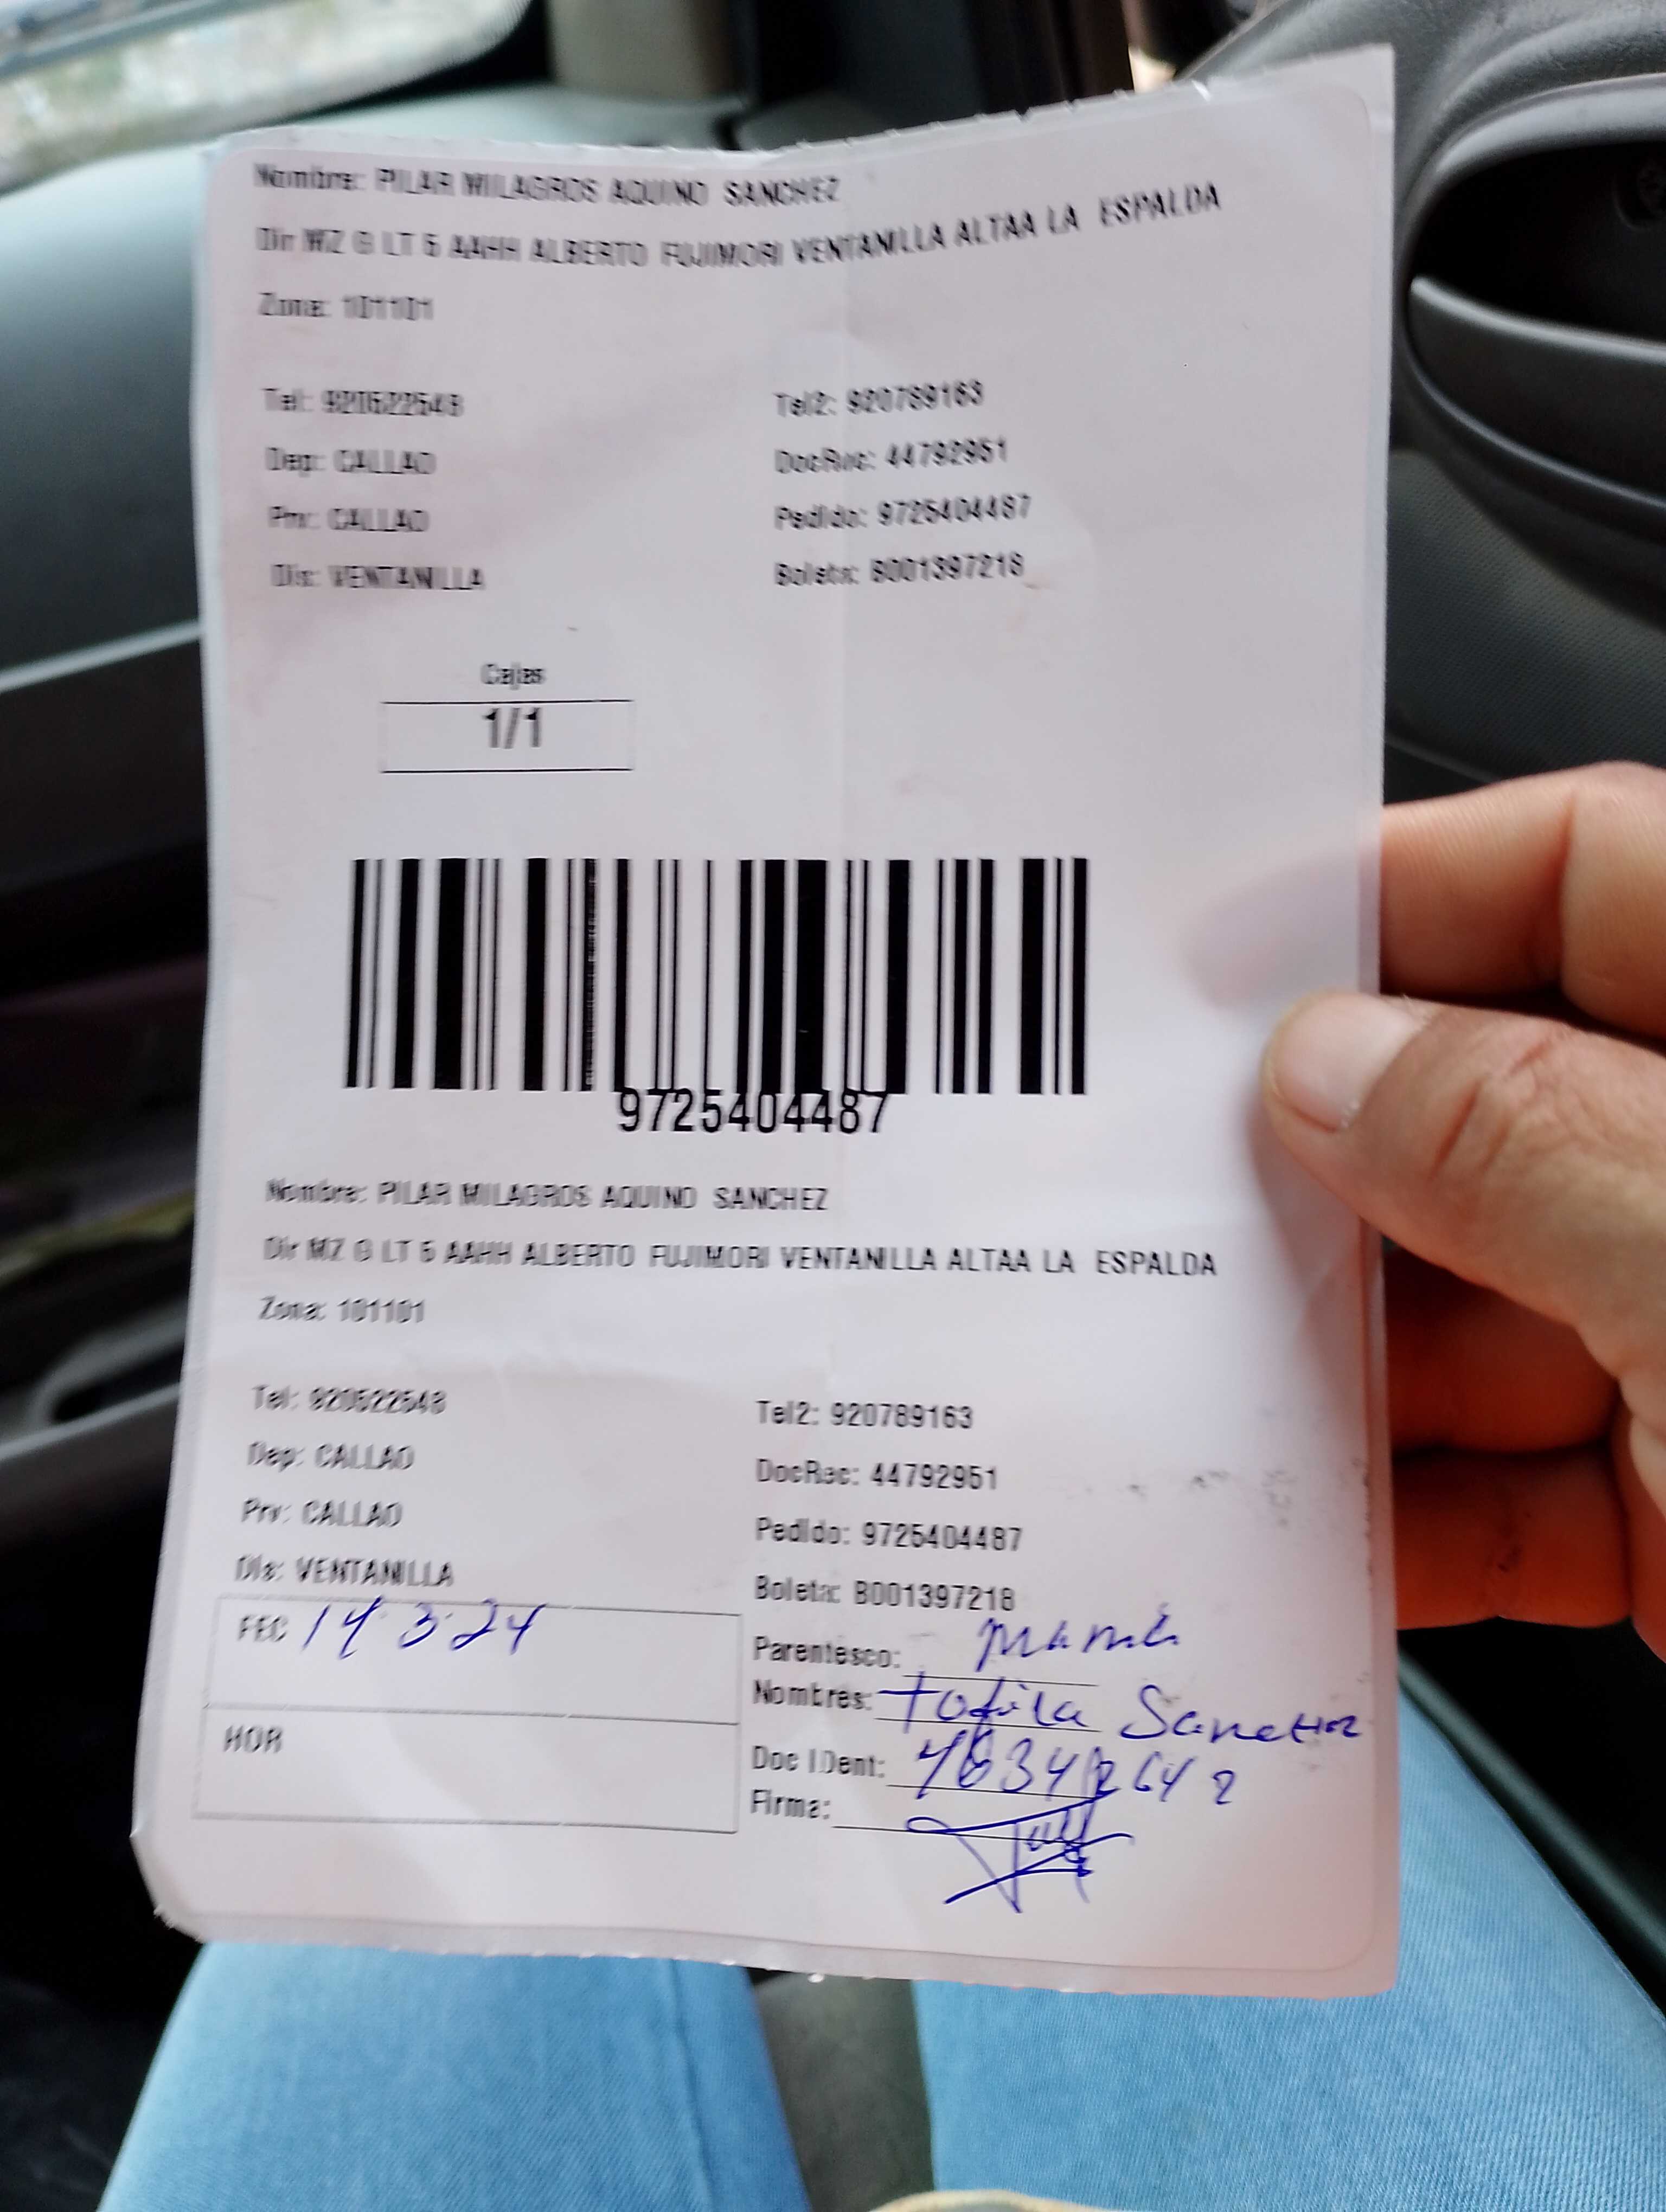 Nombre: PILAR MILAGROS AQUINO SANCHEZ
Dir MZ G LT 5 AAHH ALBERTO FUJIMORI VENTANILLA ALTAA LA ESPALDA
Zona: 101101
Tel: 920522548 Tel2: 920789163
Dep: CALLAO DocRec: 44792951
Prv: CALLAO Pedido: 9725404487
Dis: VENTANILLA Boleta: B001397218
Cajas
1/1
9725404487
Nombre: PILAR MILAGROS AQUINO SANCHEZ
Dir MZ G LT 5 AAHH ALBERTO FUJIMORI VENTANILLA ALTAA LA ESPALDA
Zona: 101101
Tel: 920522548 Tel2: 920789163
Dep: CALLAO DocRec: 44792951
Prv: CALLAO Pedido: 9725404487
Dis: VENTANILLA Boleta: B001397218
FEC 14 3 24
Parentesco: mamá
Nombres: Tofila
HOR
Doc IDent:
Firma: